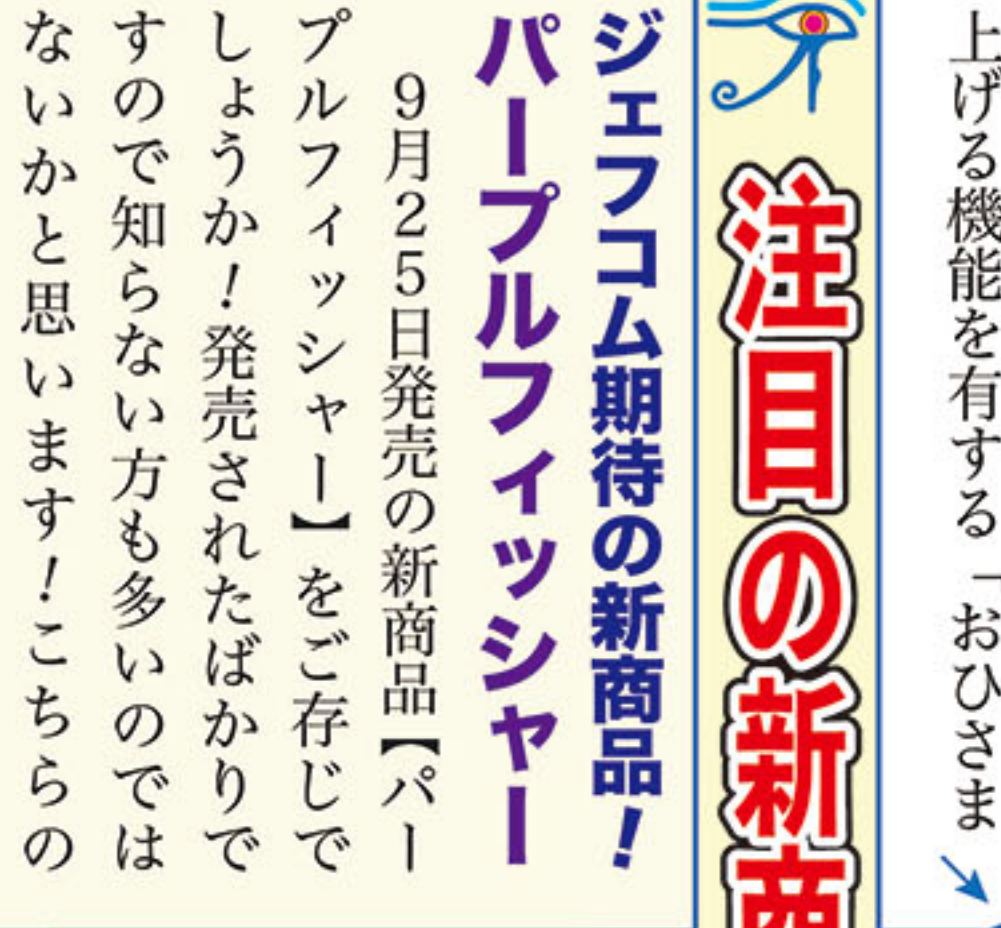 上げる機能を有する「おひさま
注目の新商
ジェフコム期待の新商品!
パープルフィッシャー
9月25日発売の新商品【パー
プルフィッシャー】をご存じで
しょうか!発売されたばかりで
すので知らない方も多いのでは
ないかと思います!こちらの